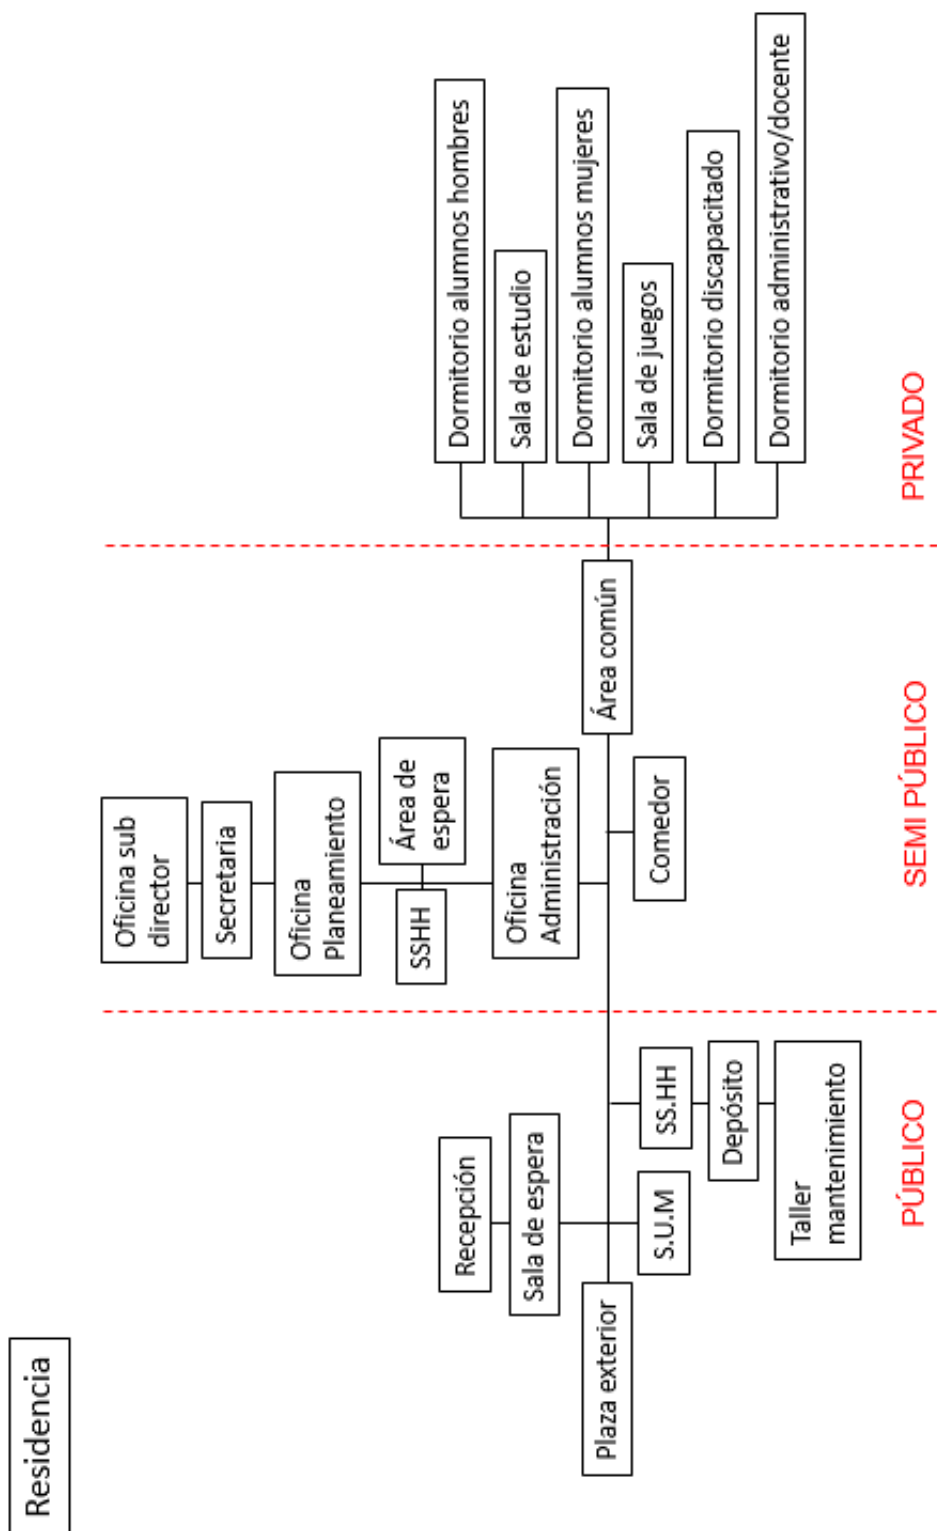 Residencia
Plaza exterior
Recepción
Sala de espera
S.U.M
SS.HH
Depósito
Taller
mantenimiento
Oficina sub
director
Secretaria
Oficina
Planeamiento
SSHH
Área de
espera
Oficina
Administración
Comedor
Área común
Dormitorio alumnos hombres
Sala de estudio
Dormitorio alumnos mujeres
Sala de juegos
Dormitorio discapacitado
Dormitorio administrativo/docente
PÚBLICO
SEMI PÚBLICO
PRIVADO